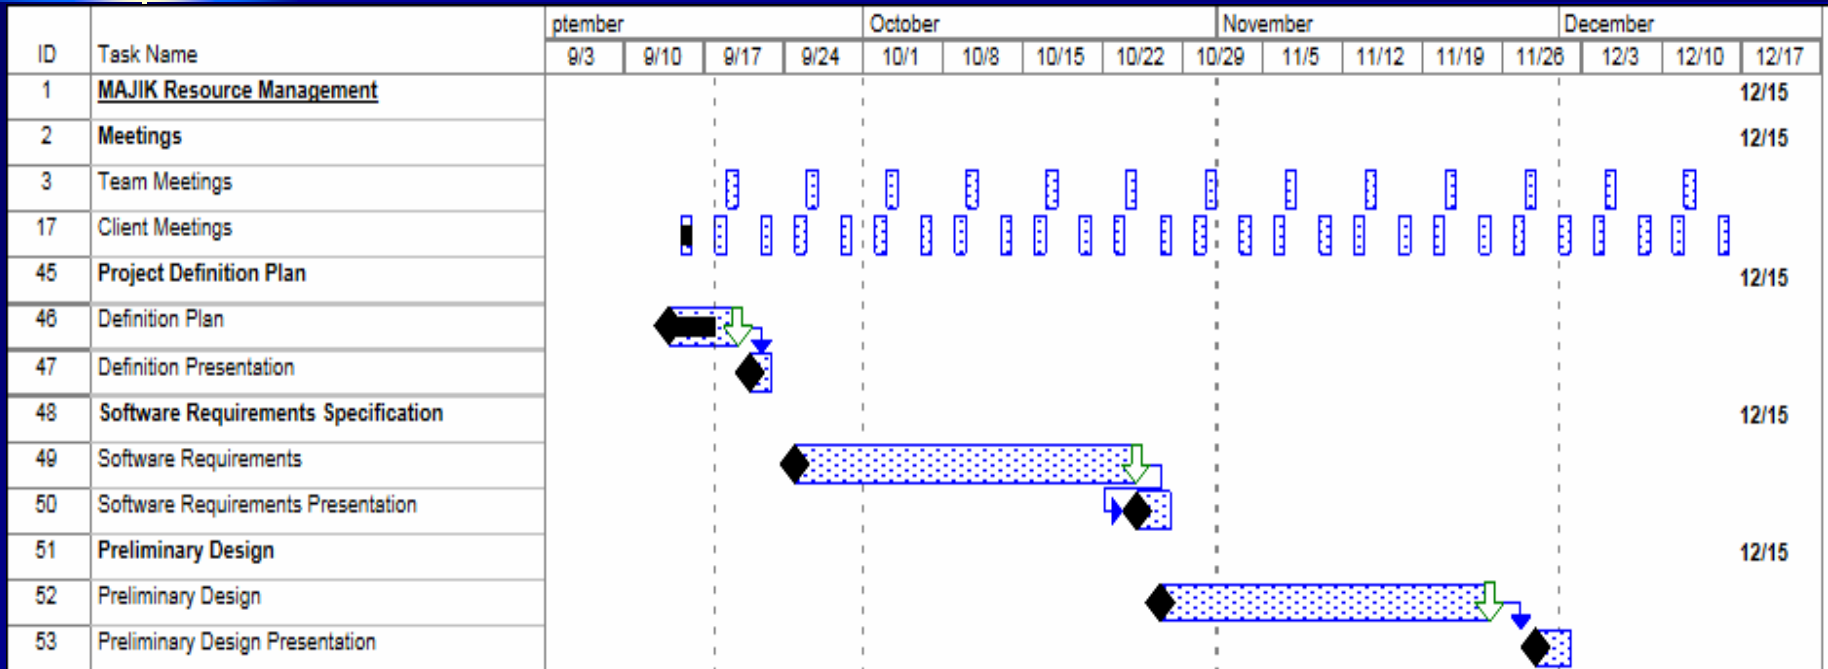 ptember October November December
ID Task Name 9/3 9/10 9/17 9/24 10/1 10/8 10/15 10/22 10/29 11/5 11/12 11/19 11/26 12/3 12/10 12/17
1 MAJIK Resource Management 12/15
2 Meetings 12/15
3 Team Meetings
17 Client Meetings
45 Project Definition Plan 12/15
46 Definition Plan
47 Definition Presentation
48 Software Requirements Specification 12/15
49 Software Requirements
50 Software Requirements Presentation
51 Preliminary Design 12/15
52 Preliminary Design
53 Preliminary Design Presentation